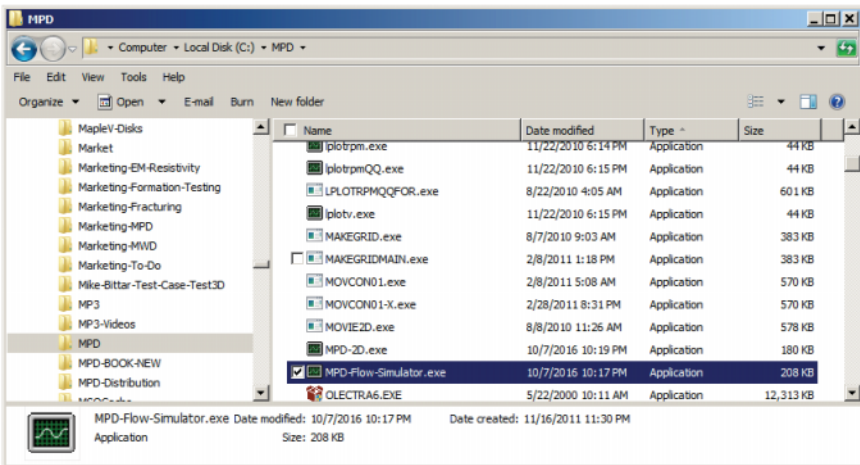 MPD
Computer Local Disk (C:) MPD
File Edit View Tools Help
Organize Open E-mail Burn New folder
MapleV-Disks
Market
Marketing-EM-Resistivity
Marketing-Formation-Testing
Marketing-Fracturing
Marketing-MPD
Marketing-MWD
Marketing-To-Do
Mike-Bittar-Test-Case-Test3D
MP3
MP3-Videos
MPD
MPD-BOOK-NEW
MPD-Distribution
MSOCache
Name Date modified Type Size
lplotrpm.exe 11/22/2010 6:14 PM Application 44 KB
lplotrpmQQ.exe 11/22/2010 6:15 PM Application 44 KB
LPLOTRPMQQFOR.exe 8/22/2010 4:05 AM Application 601 KB
lplotv.exe 11/22/2010 6:15 PM Application 44 KB
MAKEGRID.exe 8/7/2010 9:03 AM Application 383 KB
MAKEGRIDMAIN.exe 2/8/2011 1:18 PM Application 383 KB
MOVCON01.exe 2/8/2011 5:08 AM Application 570 KB
MOVCON01-X.exe 2/28/2011 8:31 PM Application 570 KB
MOVIE2D.exe 8/8/2010 11:26 AM Application 578 KB
MPD-2D.exe 10/7/2016 10:19 PM Application 180 KB
MPD-Flow-Simulator.exe 10/7/2016 10:17 PM Application 208 KB
OLECTRA6.EXE 5/22/2000 10:11 AM Application 12,313 KB
MPD-Flow-Simulator.exe Date modified: 10/7/2016 10:17 PM Date created: 11/16/2011 11:30 PM
Application Size: 208 KB